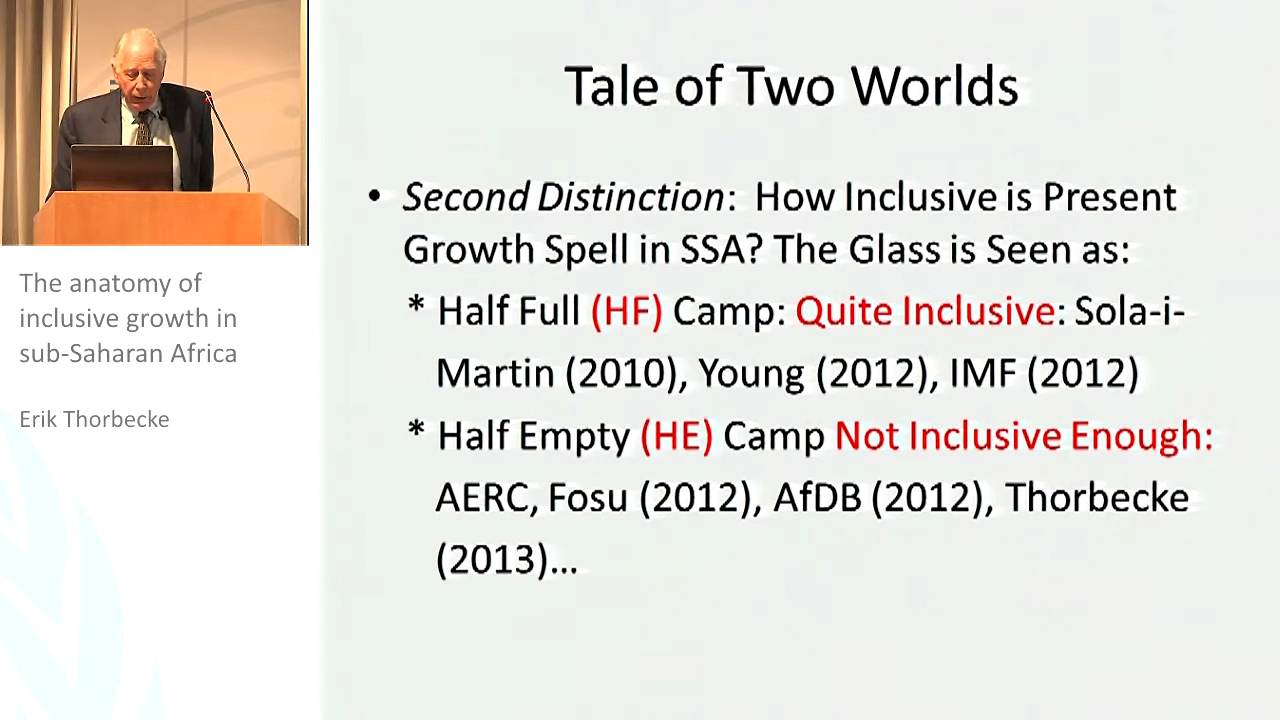 The anatomy of
inclusive growth in
sub-Saharan Africa
Erik Thorbecke
Tale of Two Worlds
• Second Distinction: How Inclusive is Present
Growth Spell in SSA? The Glass is Seen as:
* Half Full (HF) Camp: Quite Inclusive: Sola-i-
Martin (2010), Young (2012), IMF (2012)
* Half Empty (HE) Camp Not Inclusive Enough:
AERC, Fosu (2012), AfDB (2012), Thorbecke
(2013)...